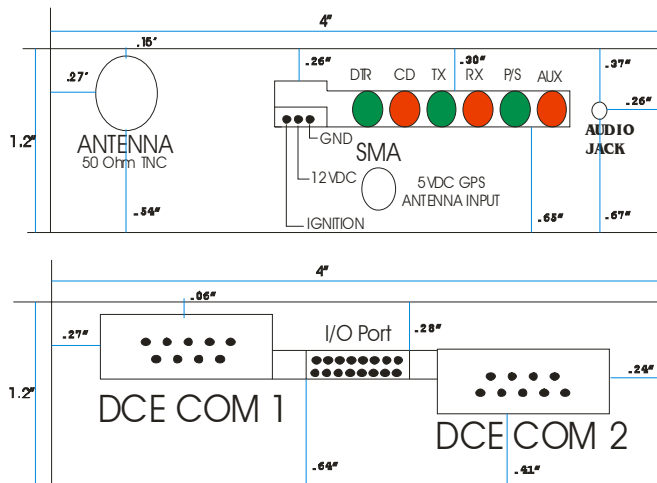 4"
.15'
.26"
.30"
.37"
.27'
DTR CD TX RX P/S AUX
.26"
1.2"
ANTENNA
50 Ohm TNC
GND
SMA
AUDIO
JACK
12VDC
5VDC GPS
ANTENNA INPUT
.54"
IGNITION
.65"
.67"
4"
.06"
.27"
I/O Port
.28"
.24"
1.2"
DCE COM 1
DCE COM 2
.64"
.41"